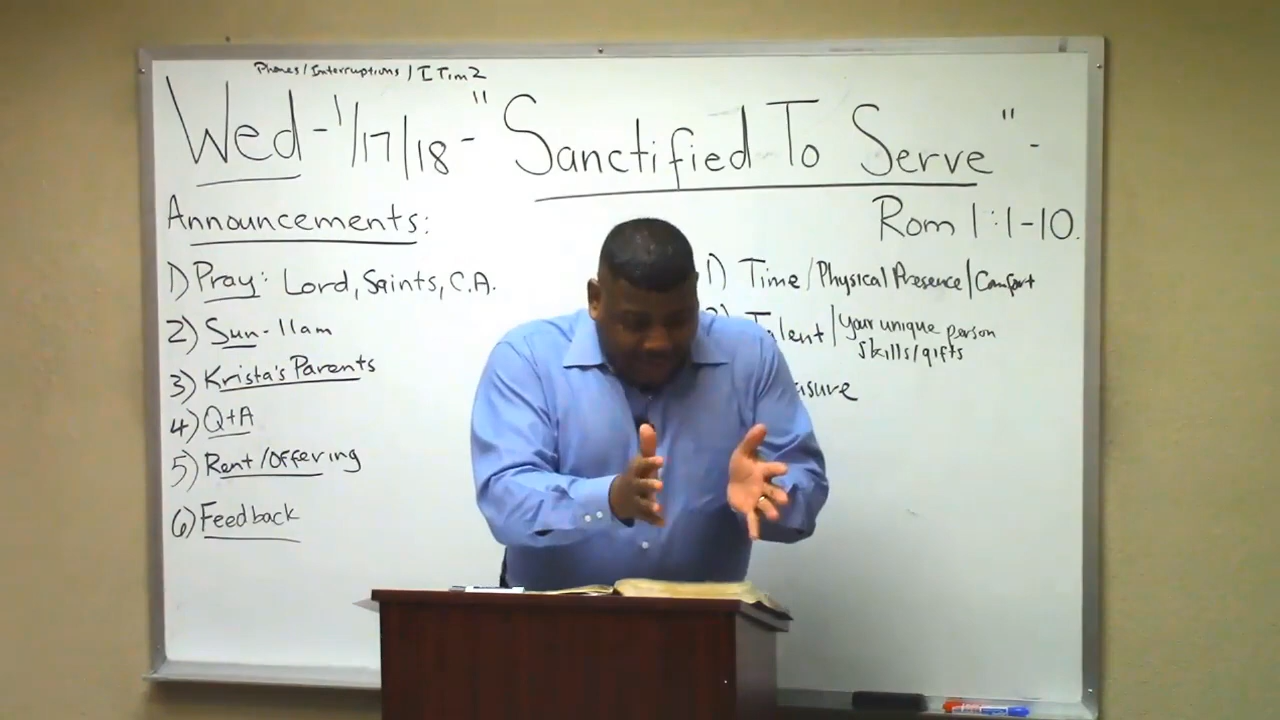 Phones/Interruptions/I Tim 2
Wed-1/17/18-"Sanctified To Serve"-
Rom 1:1-10.
Announcements:
1) Pray: Lord, Saints, C.A.
2) Sun-11am
3) Krista's Parents
4) Q+A
5) Rent/Offering
6) Feedback
1) Time/Physical Presence/Comfort
Talent/Your unique person
skills/gifts